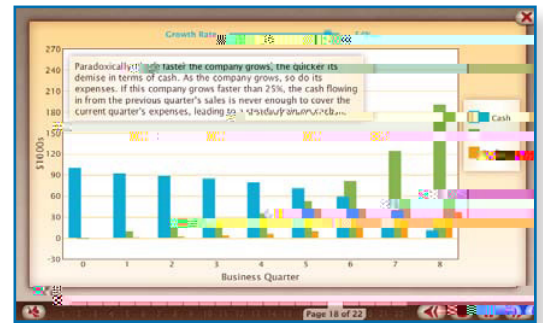 Growth Rate
270
Paradoxically, the faster the company grows, the quicker its
240
demise in terms of cash. As the company grows, so do its
210
expenses. If this company grows faster than 25%, the cash flowing
180
in from the previous quarter's sales is never enough to cover the
current quarter's expenses, leading to a
Cash
150
120
90
60
30
0
-30
$1000s
0 1 2 3 4 5 6 7 8
Business Quarter
Page 18 of 22